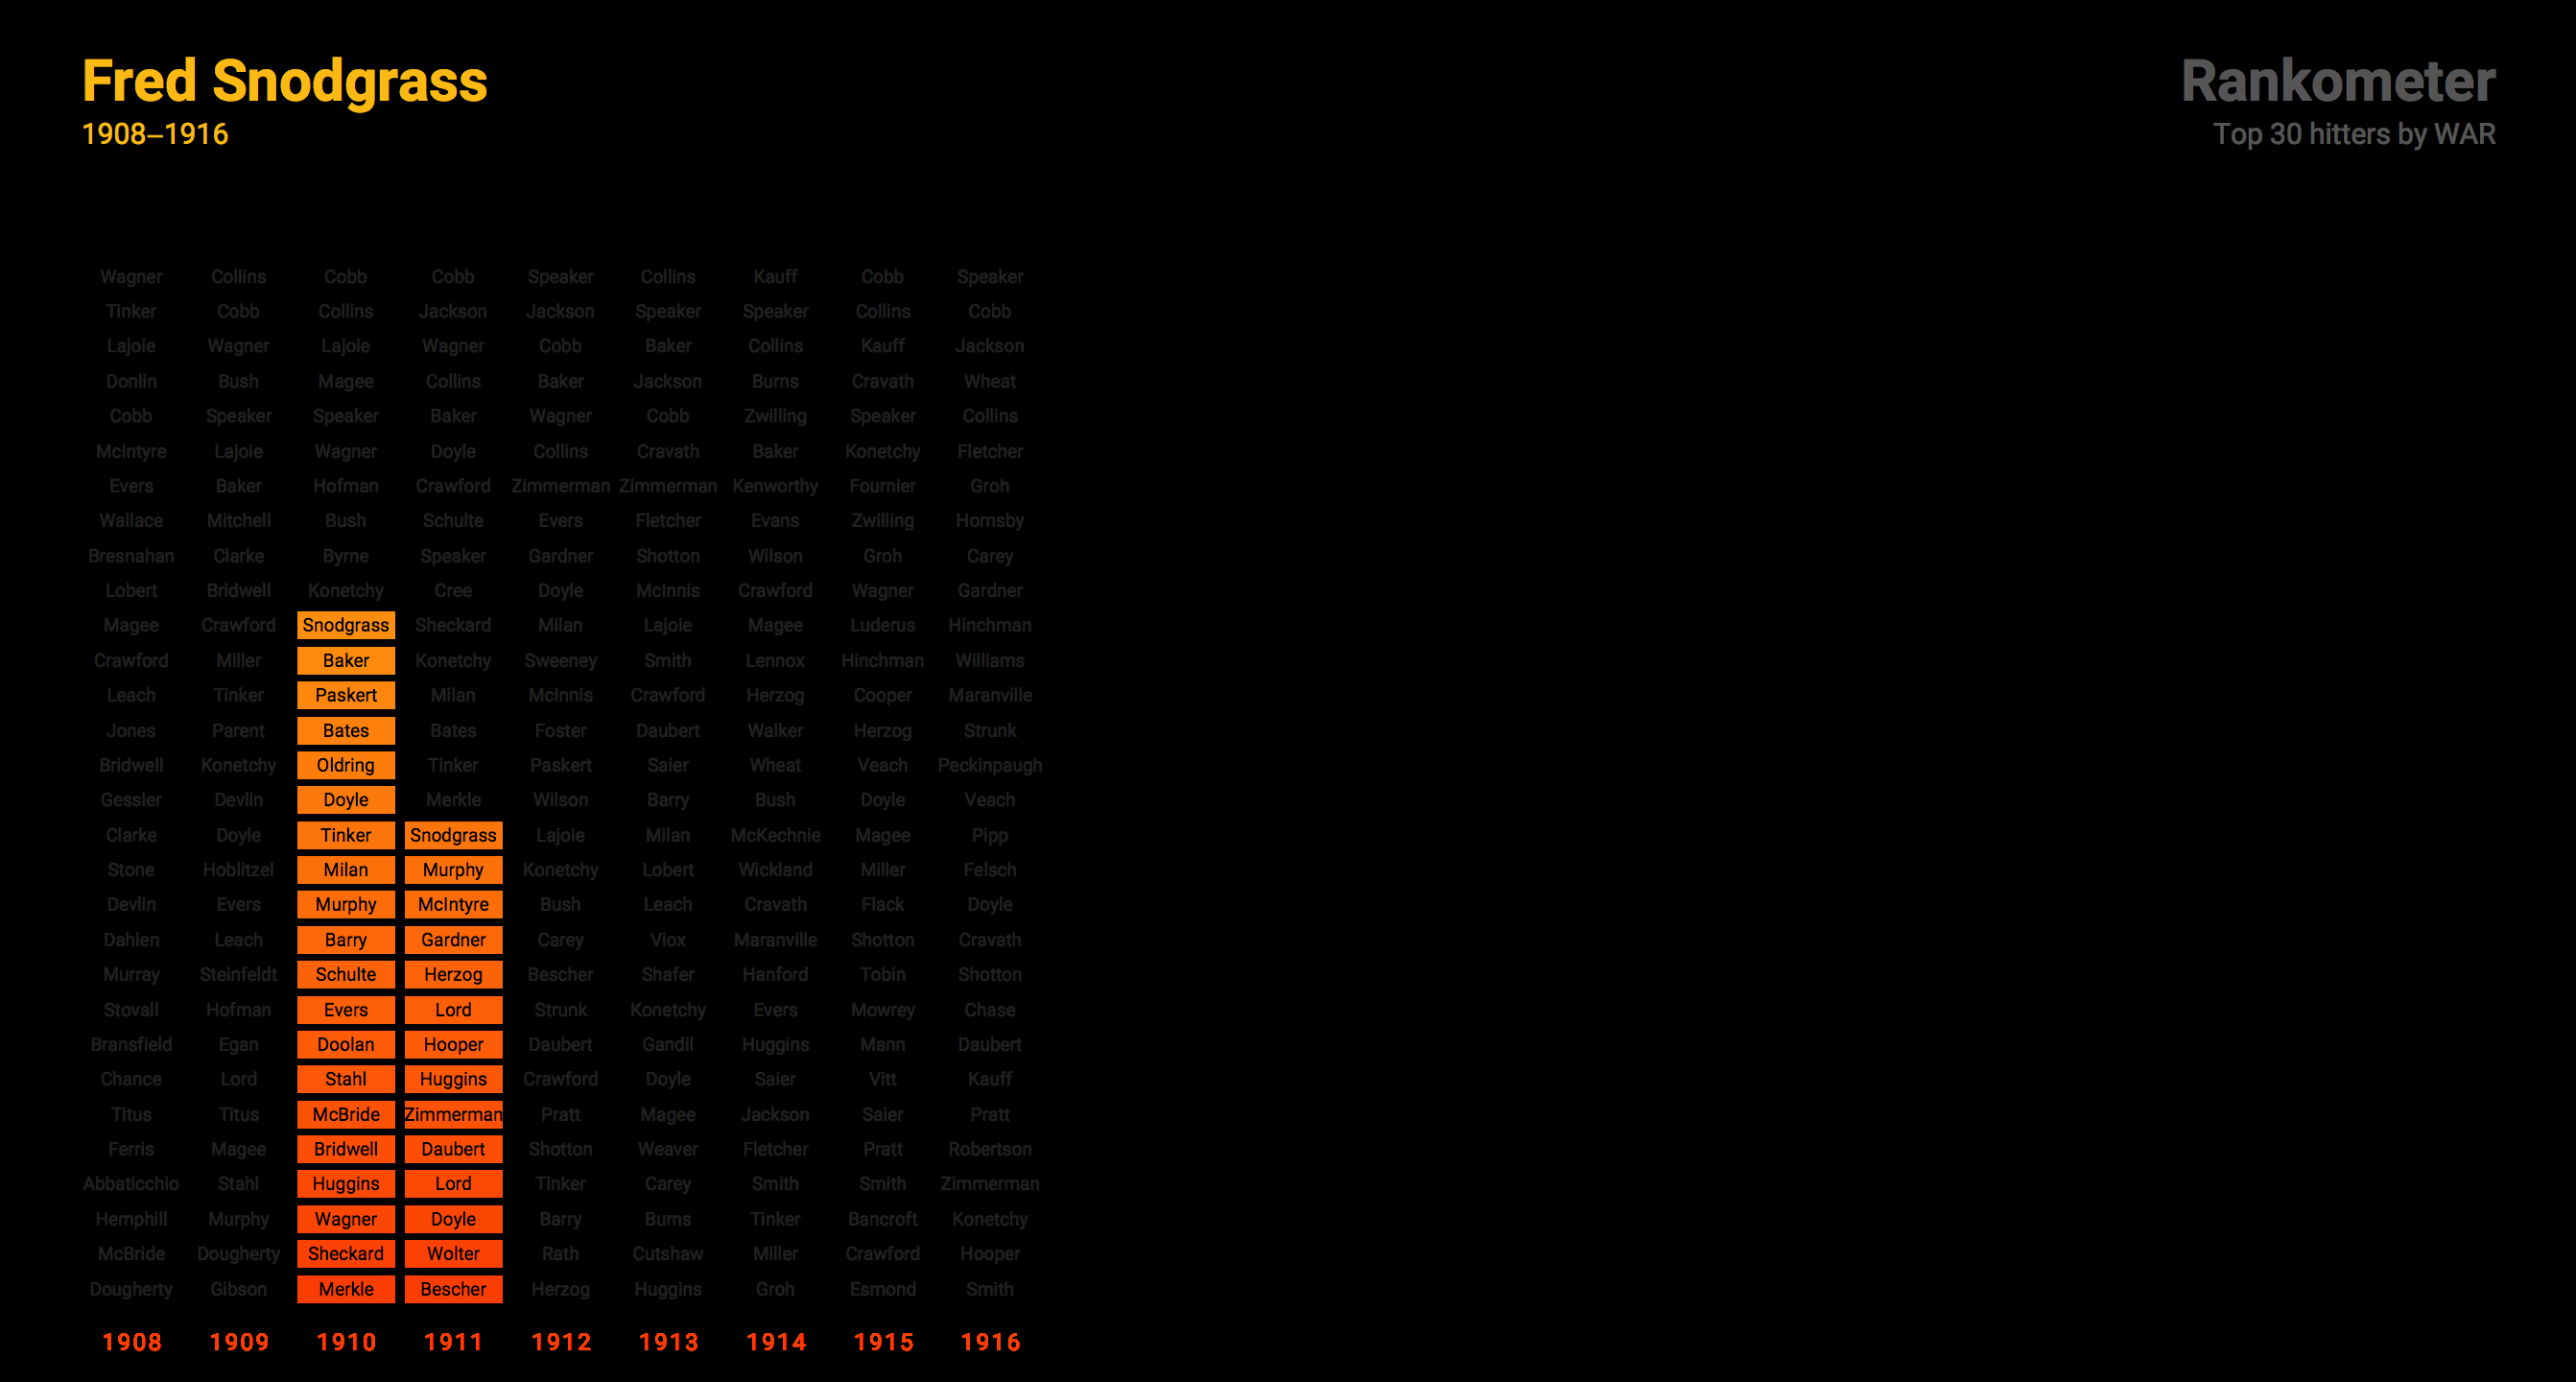 Fred Snodgrass
1908–1916
Rankometer
Top 30 hitters by WAR
Wagner Collins Cobb Cobb Speaker Collins Kauff Cobb Speaker
Tinker Cobb Collins Jackson Jackson Speaker Speaker Collins Cobb
Lajoie Wagner Lajoie Wagner Cobb Baker Collins Kauff Jackson
Donlin Bush Magee Collins Baker Jackson Burns Cravath Wheat
Cobb Speaker Speaker Baker Wagner Cobb Zwilling Speaker Collins
McIntyre Lajoie Wagner Doyle Collins Cravath Baker Konetchy Fletcher
Evers Baker Hofman Crawford Zimmerman Zimmerman Kenworthy Fournier Groh
Wallace Mitchell Bush Schulte Evers Fletcher Evans Zwilling Hornsby
Bresnahan Clarke Byrne Speaker Gardner Shotton Wilson Groh Carey
Lobert Bridwell Konetchy Cree Doyle McInnis Crawford Wagner Gardner
Magee Crawford Snodgrass Sheckard Milan Lajoie Magee Luderus Hinchman
Crawford Miller Baker Konetchy Sweeney Smith Lennox Hinchman Williams
Leach Tinker Paskert Milan McInnis Crawford Herzog Cooper Maranville
Jones Parent Bates Bates Foster Daubert Walker Herzog Strunk
Bridwell Konetchy Oldring Tinker Paskert Saier Wheat Veach Peckinpaugh
Gessler Devlin Doyle Merkle Wilson Barry Bush Doyle Veach
Clarke Doyle Tinker Snodgrass Lajoie Milan McKechnie Magee Pipp
Stone Hoblitzel Milan Murphy Konetchy Lobert Wickland Miller Felsch
Devlin Evers Murphy McIntyre Bush Leach Cravath Flack Doyle
Dahlen Leach Barry Gardner Carey Viox Maranville Shotton Cravath
Murray Steinfeldt Schulte Herzog Bescher Shafer Hanford Tobin Shotton
Stovall Hofman Evers Lord Strunk Konetchy Evers Mowrey Chase
Bransfield Egan Doolan Hooper Daubert Gandil Huggins Mann Daubert
Chance Lord Stahl Huggins Crawford Doyle Saier Vitt Kauff
Titus Titus McBride Zimmerman Pratt Magee Jackson Saier Pratt
Ferris Magee Bridwell Daubert Shotton Weaver Fletcher Pratt Robertson
Abbaticchio Stahl Huggins Lord Tinker Carey Smith Smith Zimmerman
Hemphill Murphy Wagner Doyle Barry Burns Tinker Bancroft Konetchy
McBride Dougherty Sheckard Wolter Rath Cutshaw Miller Crawford Hooper
Dougherty Gibson Merkle Bescher Herzog Huggins Groh Esmond Smith
1908 1909 1910 1911 1912 1913 1914 1915 1916